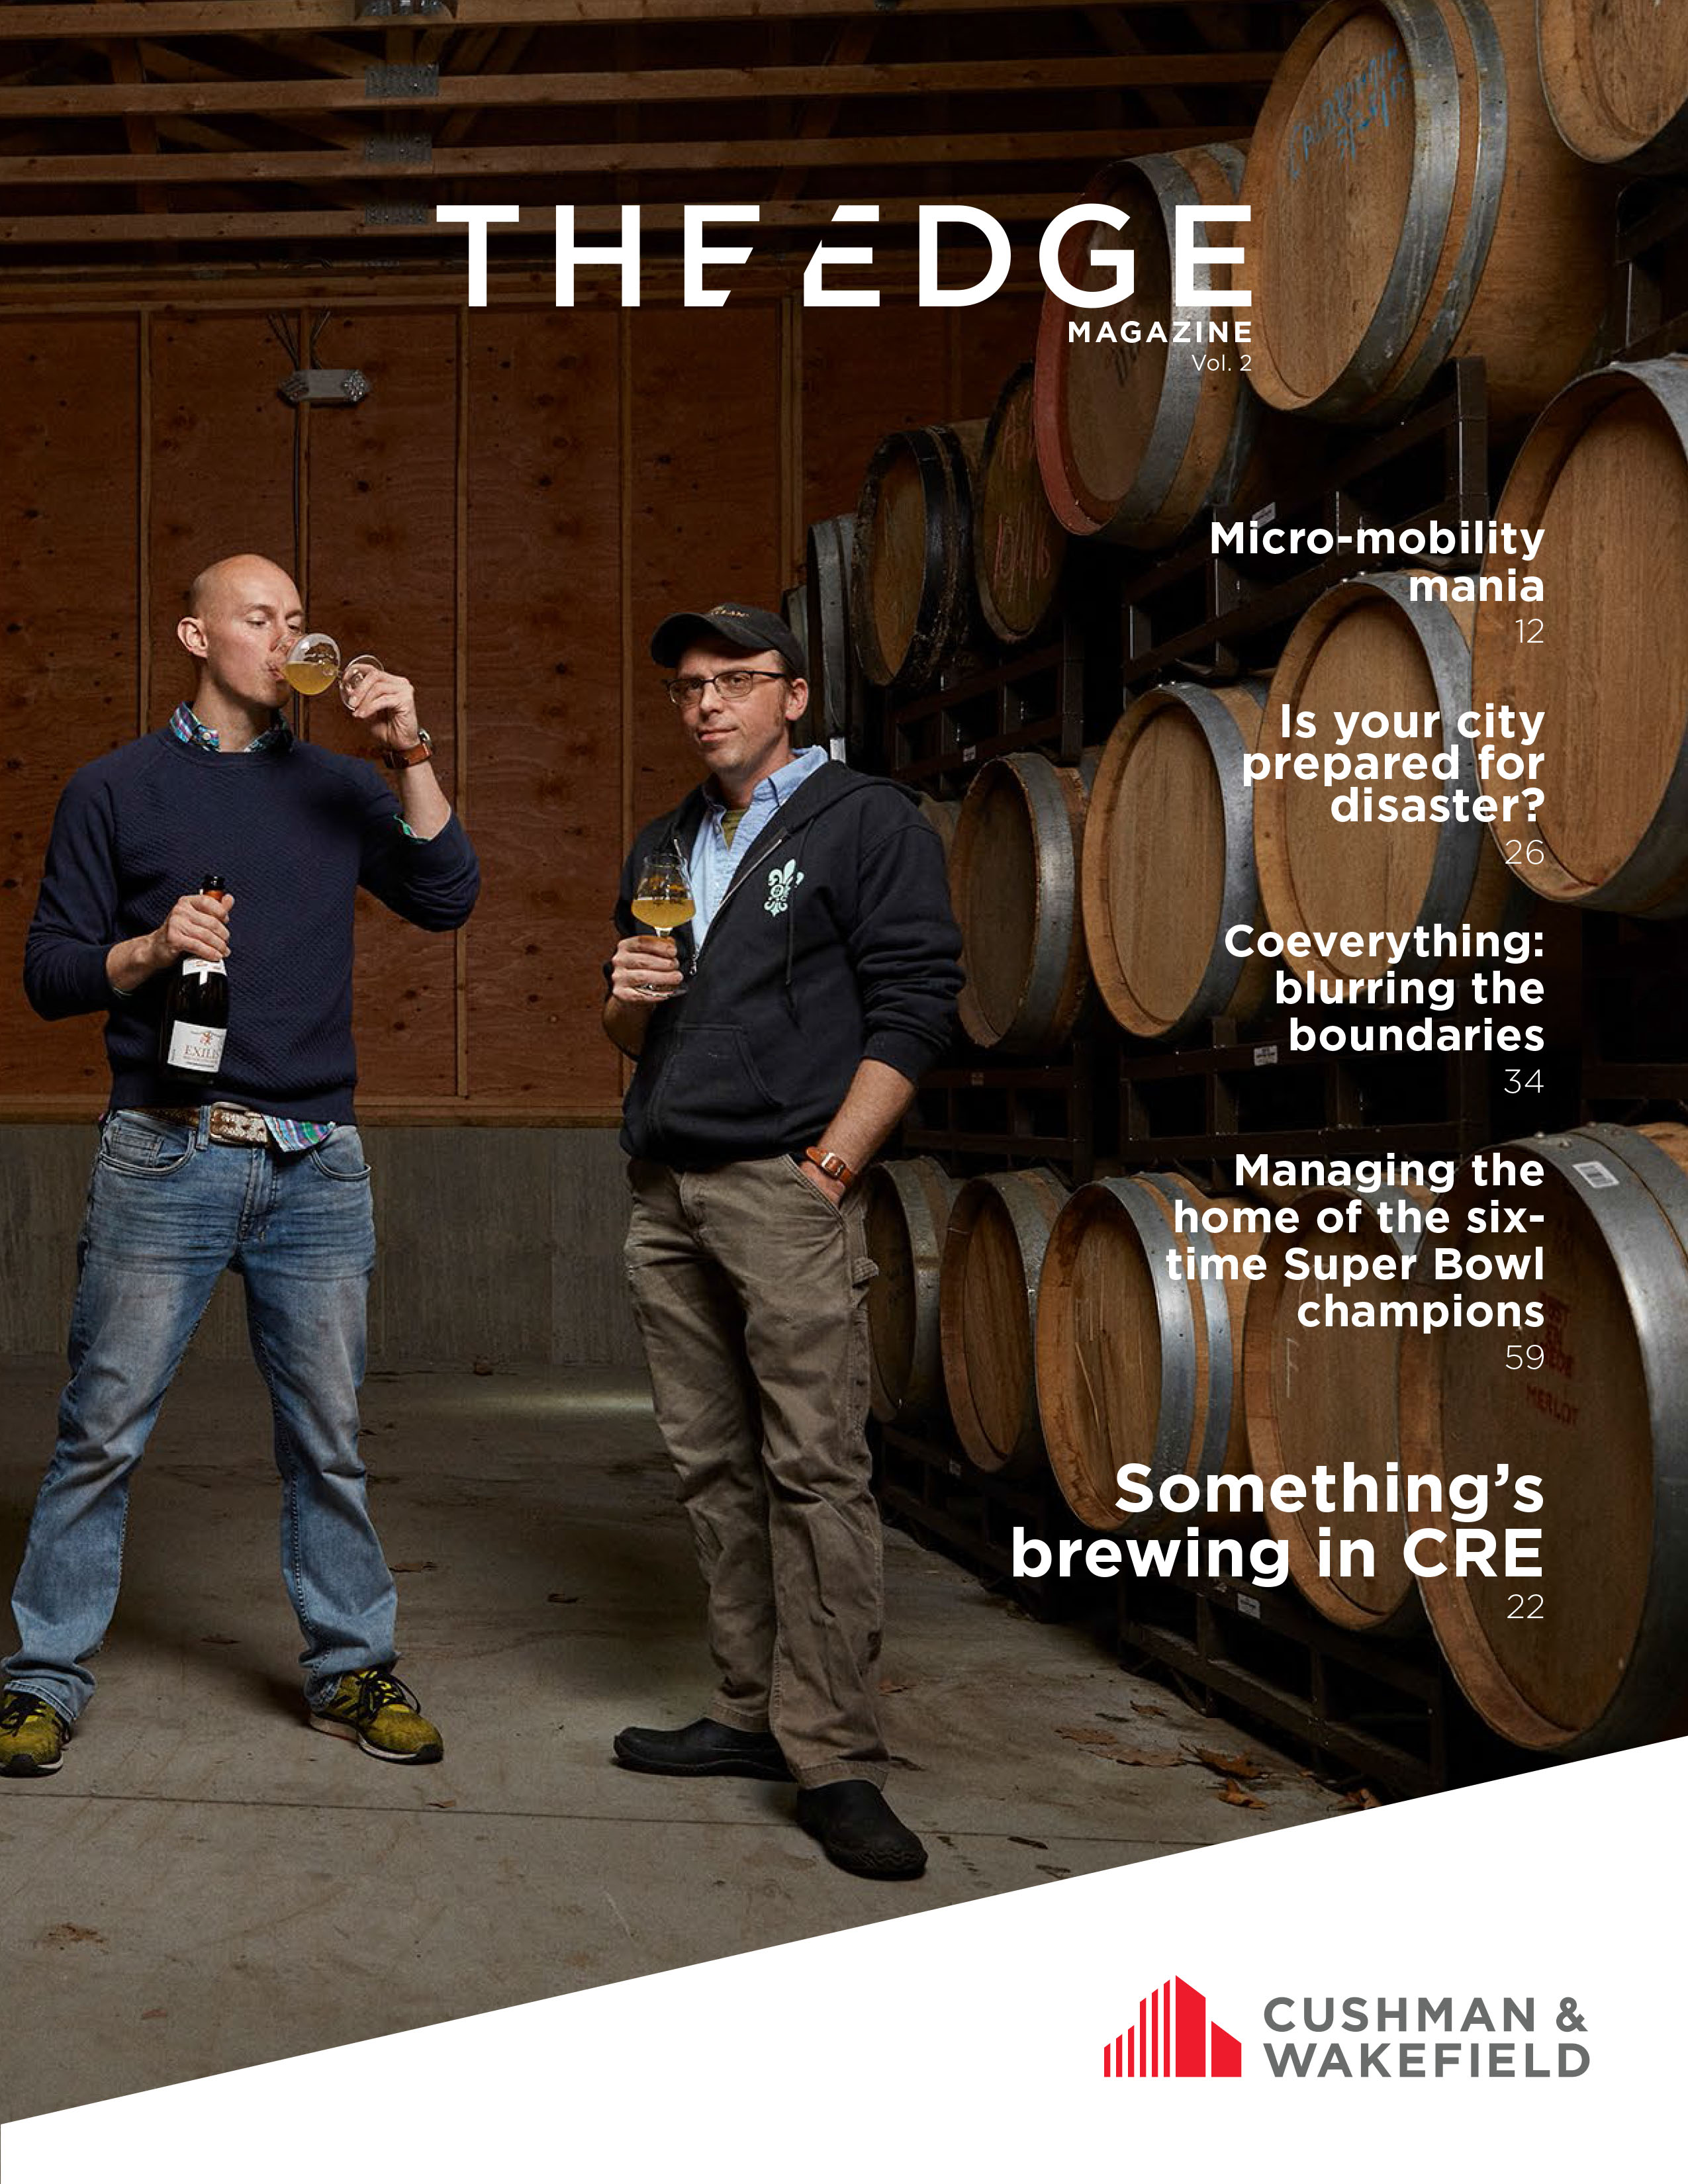 THE EDGE
MAGAZINE
Vol. 2
Micro-mobility
mania
12
Is your city
prepared for
disaster?
26
Coeverything:
blurring the
boundaries
34
Managing the
home of the six-
time Super Bowl
champions
59
MERLOT
Something’s
brewing in CRE
22
CUSHMAN &
WAKEFIELD